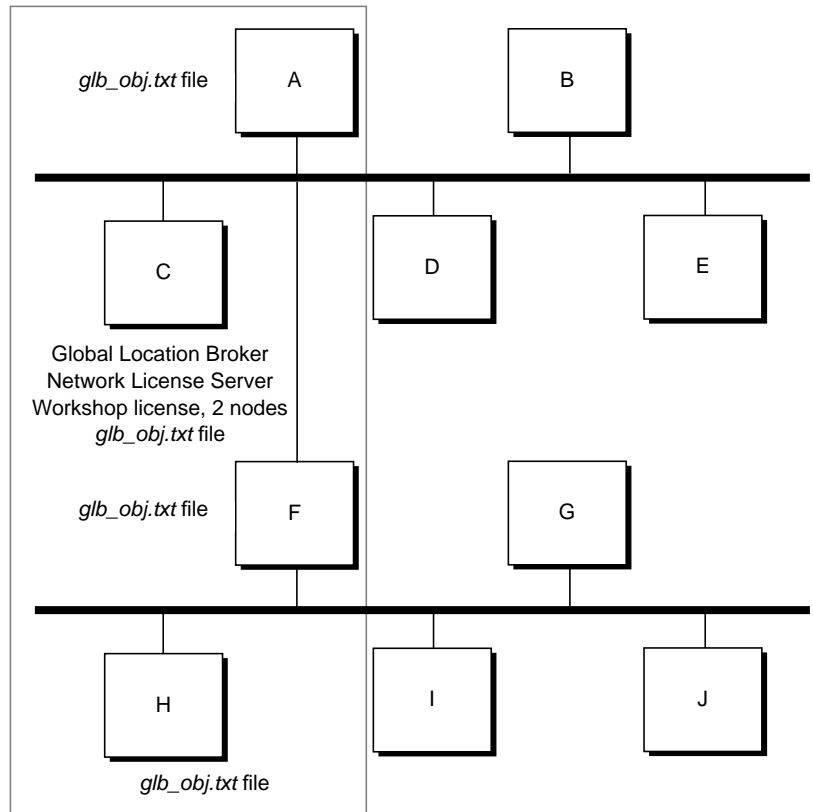 glb_obj.txt file
A
B
C
D
E
Global Location Broker
Network License Server
Workshop license, 2 nodes
glb_obj.txt file
glb_obj.txt file
F
G
H
I
J
glb_obj.txt file